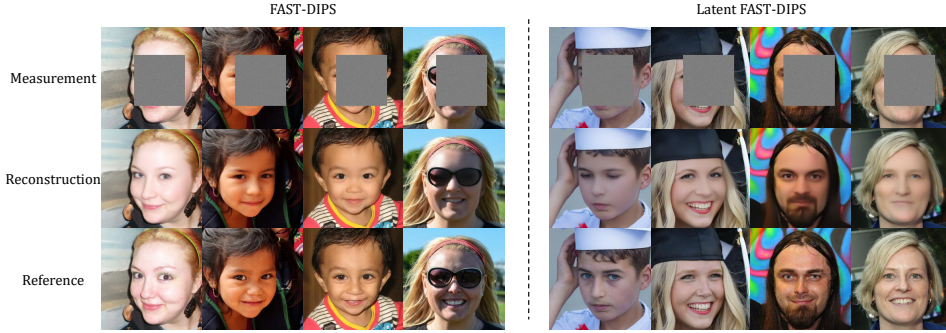 FAST-DIPS
Latent FAST-DIPS
Measurement
Reconstruction
Reference